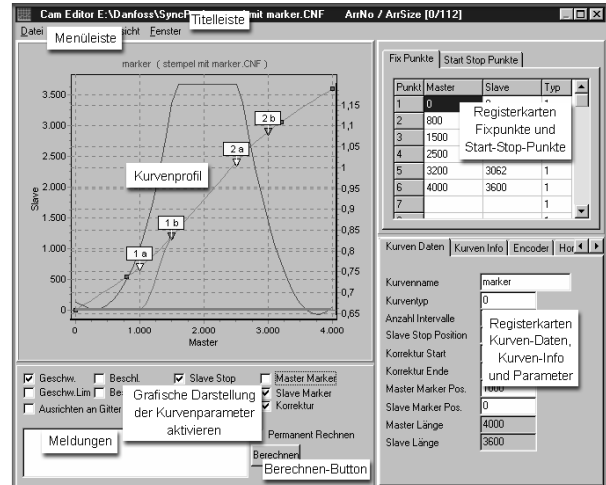 Cam Editor E:\Danfoss\Sync mit marker.CNF ArrNo / ArrSize [0/112]
Titelleiste
Datei sicht Fenster
Menüleiste
marker ( stempel mit marker.CNF )
3.500
3.000
2.500
2.000
1.500
1.000
500
0
Slave
1,15
1,1
1,05
1
0,95
0,9
0,85
0,8
0,75
0,7
0,65
2 b
2 a
1 b
1 a
Kurvenprofil
0 1.000 2.000 3.000 4.000
Master
Fix Punkte Start Stop Punkte
Punkt Master Slave Typ
1 0
2 800
3 1500
4 2500
5 3200 3062 1
6 4000 3600 1
7 1
Registerkarten
Fixpunkte und
Start-Stop-Punkte
Kurven Daten Kurven Info Encoder Hor
Kurvenname marker
Kurventyp 0
Anzahl Intervalle
Slave Stop Position
Korrektur Start
Korrektur Ende
Master Marker Pos. 1000
Slave Marker Pos. 0
Master Länge 4000
Slave Länge 3600
Registerkarten
Kurven-Daten,
Kurven-Info
und Parameter
Geschw. Beschl. Slave Stop Master Marker
Geschw.Lim Be Slave Marker
Ausrichten an Gitter Korrektur
Grafische Darstellung
der Kurvenparameter
aktivieren
Meldungen
Permanent Rechnen
Berechnen
Berechnen-Button